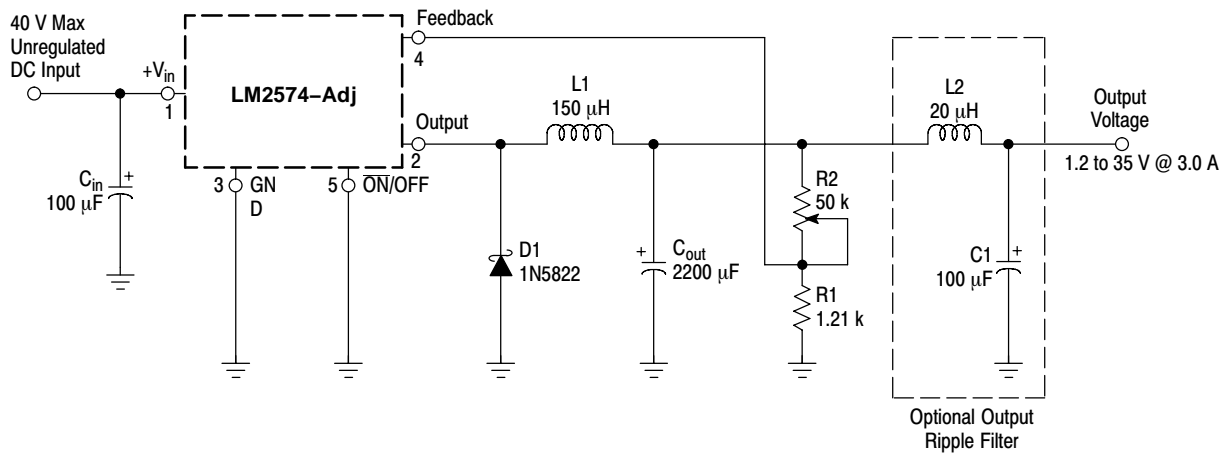 40 V Max
Unregulated
DC Input
+Vin
1
LM2574–Adj
Feedback
4
Output
2
3 GN
D
5 ON/OFF
Cin
100 μF
+
L1
150 μH
D1
1N5822
+
Cout
2200 μF
R2
50 k
R1
1.21 k
L2
20 μH
C1
100 μF
+
Output
Voltage
1.2 to 35 V @ 3.0 A
Optional Output
Ripple Filter